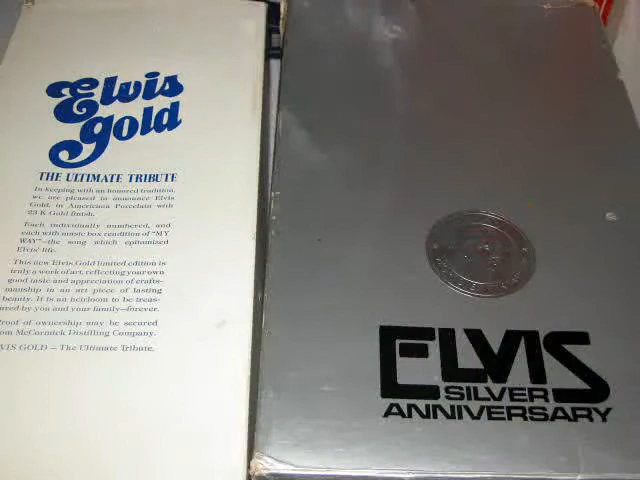 Elvis
gold
THE ULTIMATE TRIBUTE
In keeping with an honored tradition,
we are pleased to announce Elvis
Gold, in Americana Porcelain with
23 K Gold finish.
Each individually numbered, and
each with music box rendition of "MY
WAY"—the song which epitomized
Elvis' life.
This new Elvis Gold limited edition is
truly a work of art, reflecting your own
good taste and appreciation of crafts-
manship in an art piece of lasting
beauty. It is an heirloom to be treas-
ured by you and your family—forever.
Proof of ownership may be secured
from McCormick Distilling Company.
VIS GOLD – The Ultimate Tribute.
ELVIS
SILVER
ANNIVERSARY